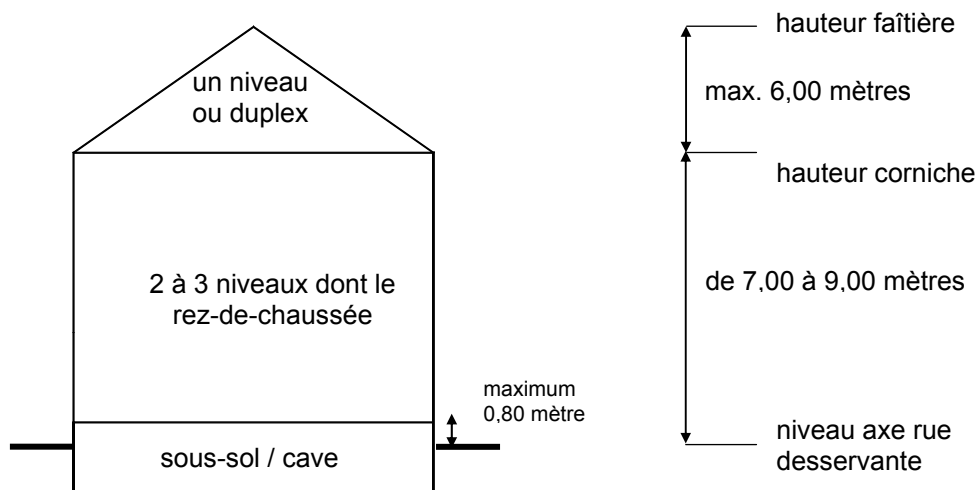 un niveau
ou duplex
2 à 3 niveaux dont le
rez-de-chaussée
maximum
0,80 mètre
sous-sol / cave
hauteur faîtière
max. 6,00 mètres
hauteur corniche
de 7,00 à 9,00 mètres
niveau axe rue
desservante